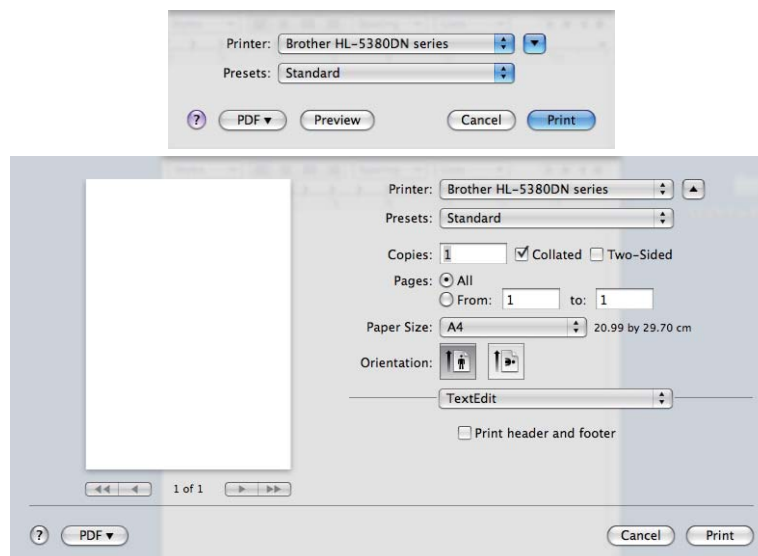 Printer: Brother HL-5380DN series
Presets: Standard
? PDF▼ Preview Cancel Print
Printer: Brother HL-5380DN series
Presets: Standard
Copies: 1 Collated Two-Sided
Pages: All
From: 1 to: 1
Paper Size: A4 20.99 by 29.70 cm
Orientation:
TextEdit
Print header and footer
1 of 1
? PDF▼ Cancel Print